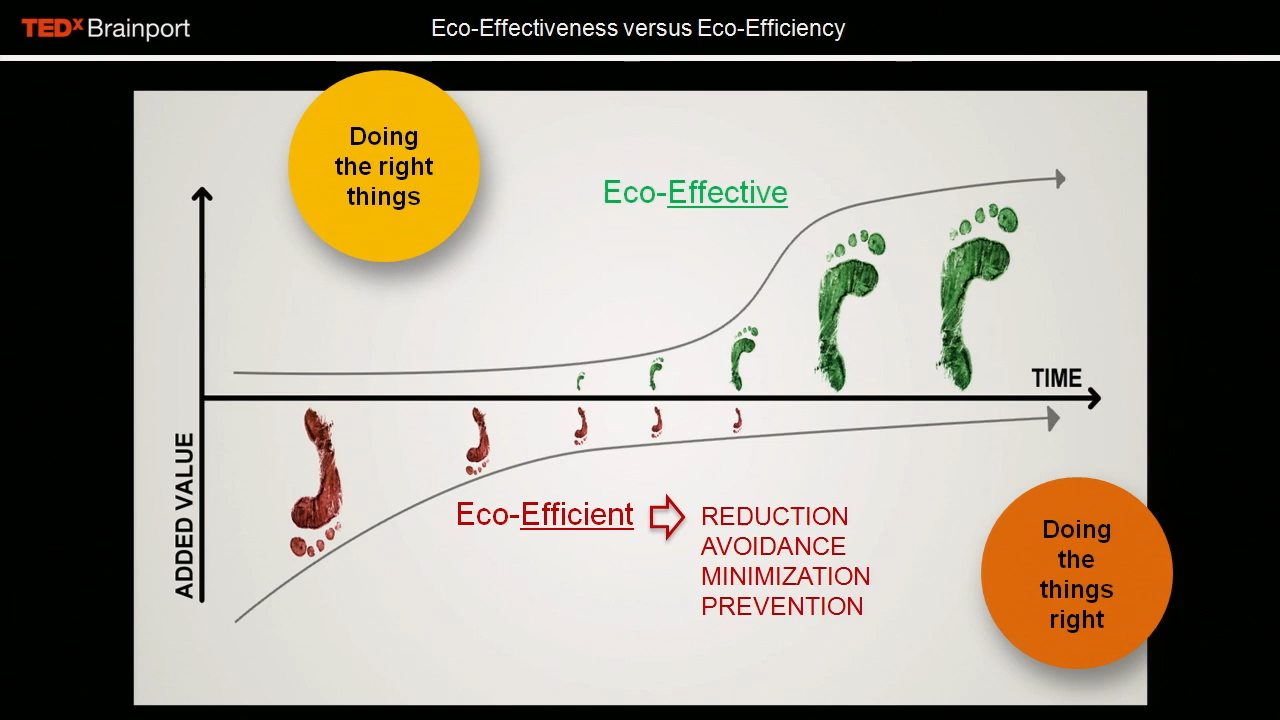 TEDx Brainport
Eco-Effectiveness versus Eco-Efficiency
Doing
the right
things
Eco-Effective
TIME
ADDED VALUE
Eco-Efficient
REDUCTION
AVOIDANCE
MINIMIZATION
PREVENTION
Doing
the
things
right